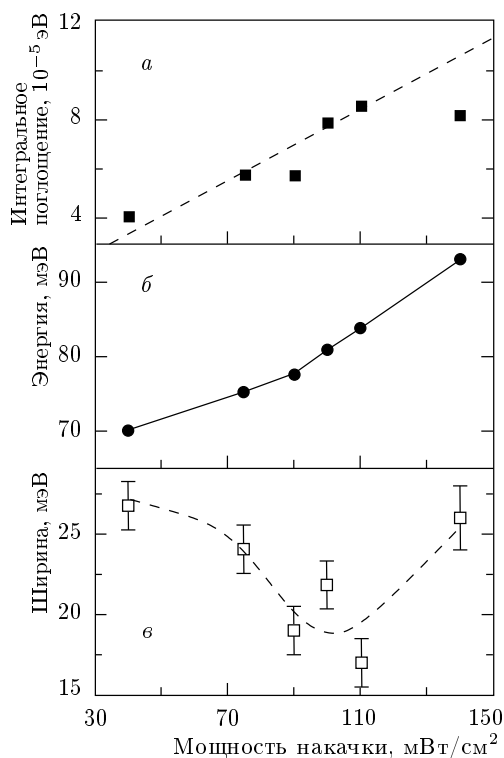 12
8
4
Интегральное
поглощение, 10⁻⁵ эВ
а
90
80
70
Энергия, мэВ
б
25
20
15
Ширина, мэВ
в
30 70 110 150
Мощность накачки, мВт/см²